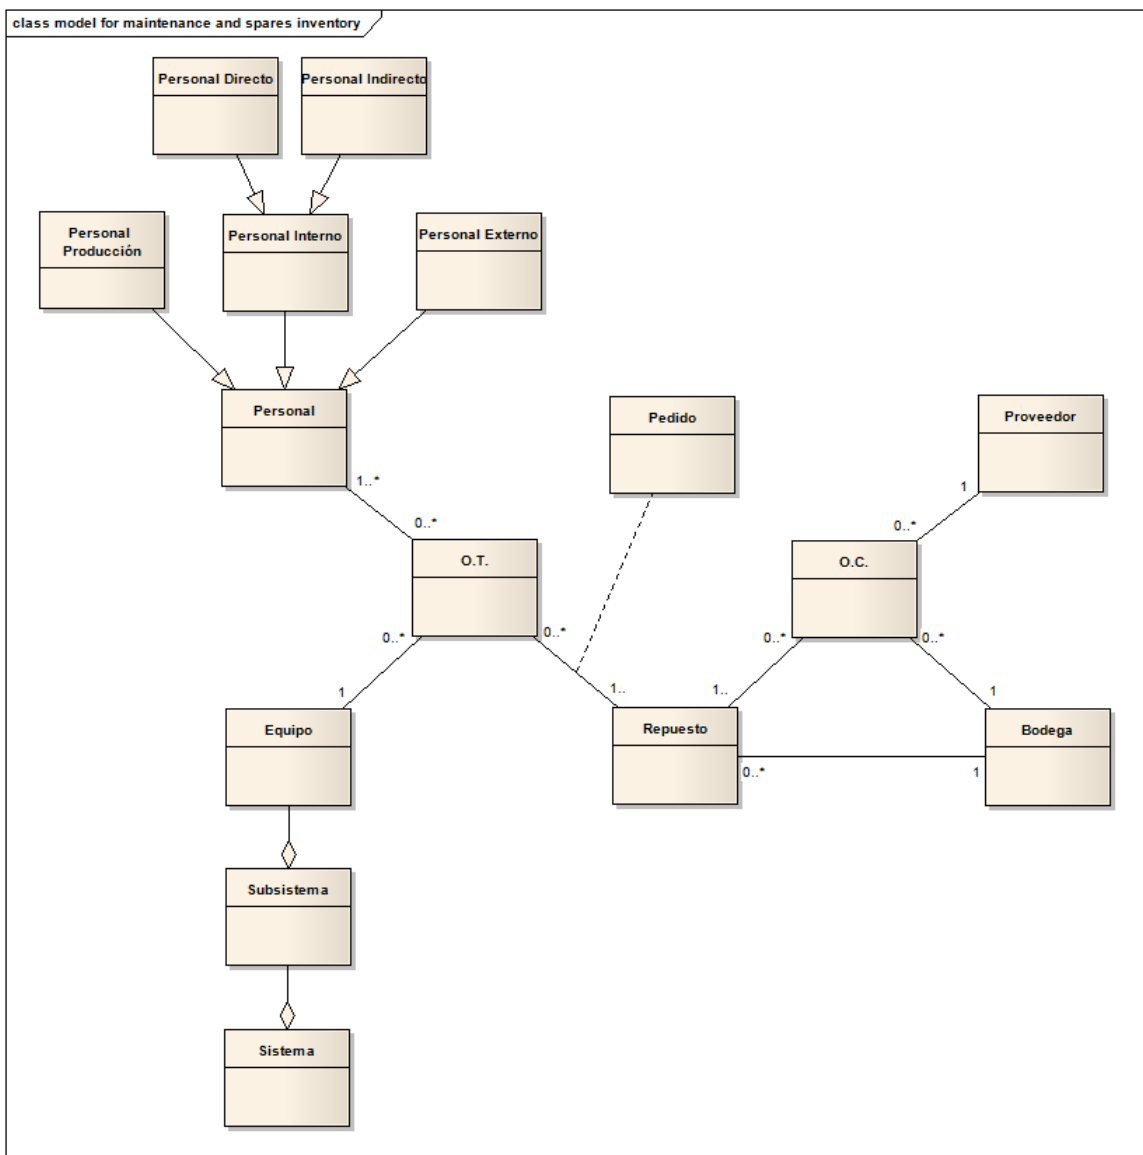 class model for maintenance and spares inventory
Personal Directo
Personal Indirecto
Personal
Producción
Personal Interno
Personal Externo
Personal
Pedido
Proveedor
1..*
1
0..*
0..*
O.T.
O.C.
0..*
0..*
0..*
0..*
1
1..
1..
1
Equipo
Repuesto
Bodega
0..*
1
Subsistema
Sistema